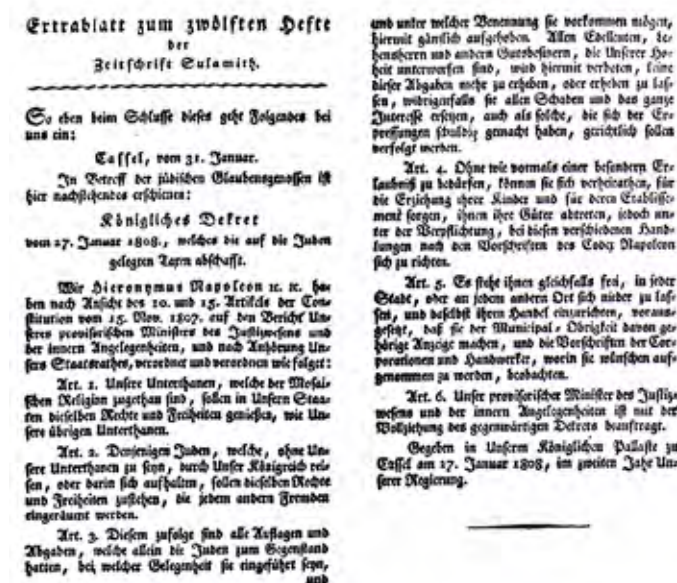 Extrablatt zum zwölften Hefte
der
Zeitschrift Sulamith.
So eben beim Schlusse dieses geht Folgendes bei
uns ein:
Cassel, vom 31. Januar.
In Betreff der jüdischen Glaubensgenossen ist
hier nachstehendes erschienen:
Königliches Dekret
vom 27. Januar 1808., welches die auf die Juden
gelegten Taxen abschafft.
Wir Hieronymus Napoleon ꝛc. ꝛc. ha-
ben nach Ansicht des 10. und 15. Artikels der Con-
stitution vom 15. Nov. 1807. auf den Bericht Un-
sres provisorischen Ministers des Justizwesens und
der innern Angelegenheiten, und nach Anhörung Un-
sers Staatsrathes, verordnet und verordnen wie folget:
Art. 1. Unsere Unterthanen, welche der Mosai-
schen Religion zugethan sind, sollen in Unsern Staa-
ten dieselben Rechte und Freiheiten genießen, wie Un-
sere übrigen Unterthanen.
Art. 2. Denjenigen Juden, welche, ohne Un-
sere Unterthanen zu seyn, durch Unser Königreich rei-
sen, oder darin sich aufhalten, sollen dieselben Rechte
und Freiheiten zustehen, die jedem andern Fremden
eingeräumt werden.
Art. 3. Diesem zufolge sind alle Auflagen und
Abgaben, welche allein die Juden zum Gegenstand
hatten, bei welcher Gelegenheit sie eingeführt seyn,
und
und unter welcher Benennung sie vorkommen mögen,
hiermit gänzlich aufgehoben. Allen Edelleuten, Le-
hensherrn und andern Gutsbesitzern, die Unserer Ho-
heit unterworfen sind, wird hiermit verboten, keine
dieser Abgaben mehr zu erheben, oder erheben zu las-
sen, widrigenfalls sie allen Schaden und das ganze
Interesse ersetzen, auch als solche, die sich der Er-
pressungen schuldig gemacht haben, gerichtlich sollen
verfolgt werden.
Art. 4. Ohne wie vormals einer besondern Er-
laubniß zu bedürfen, können sie sich verheirathen, für
die Erziehung ihrer Kinder und für deren Etablisse-
ment sorgen, ihnen ihre Güter abtreten, jedoch un-
ter der Verpflichtung, bei diesen verschiedenen Hand-
lungen nach den Vorschriften des Codex Napoleon
sich zu richten.
Art. 5. Es steht ihnen gleichfalls frei, in jeder
Stadt, oder an jedem andern Ort sich nieder zu las-
sen, und daselbst ihren Handel einzurichten, voraus-
gesetzt, daß sie der Municipal-Obrigkeit davon ge-
hörige Anzeige machen, und die Vorschriften der Cor-
porationen und Handwerker, worin sie wünschen auf-
genommen zu werden, beobachten.
Art. 6. Unser provisorischer Minister des Justiz-
wesens und der innern Angelegenheiten ist mit der
Vollziehung des gegenwärtigen Dekrets beauftragt.
Gegeben in Unserm Königlichen Pallaste zu
Cassel am 27. Januar 1808, im zweiten Jahr Un-
serer Regierung.